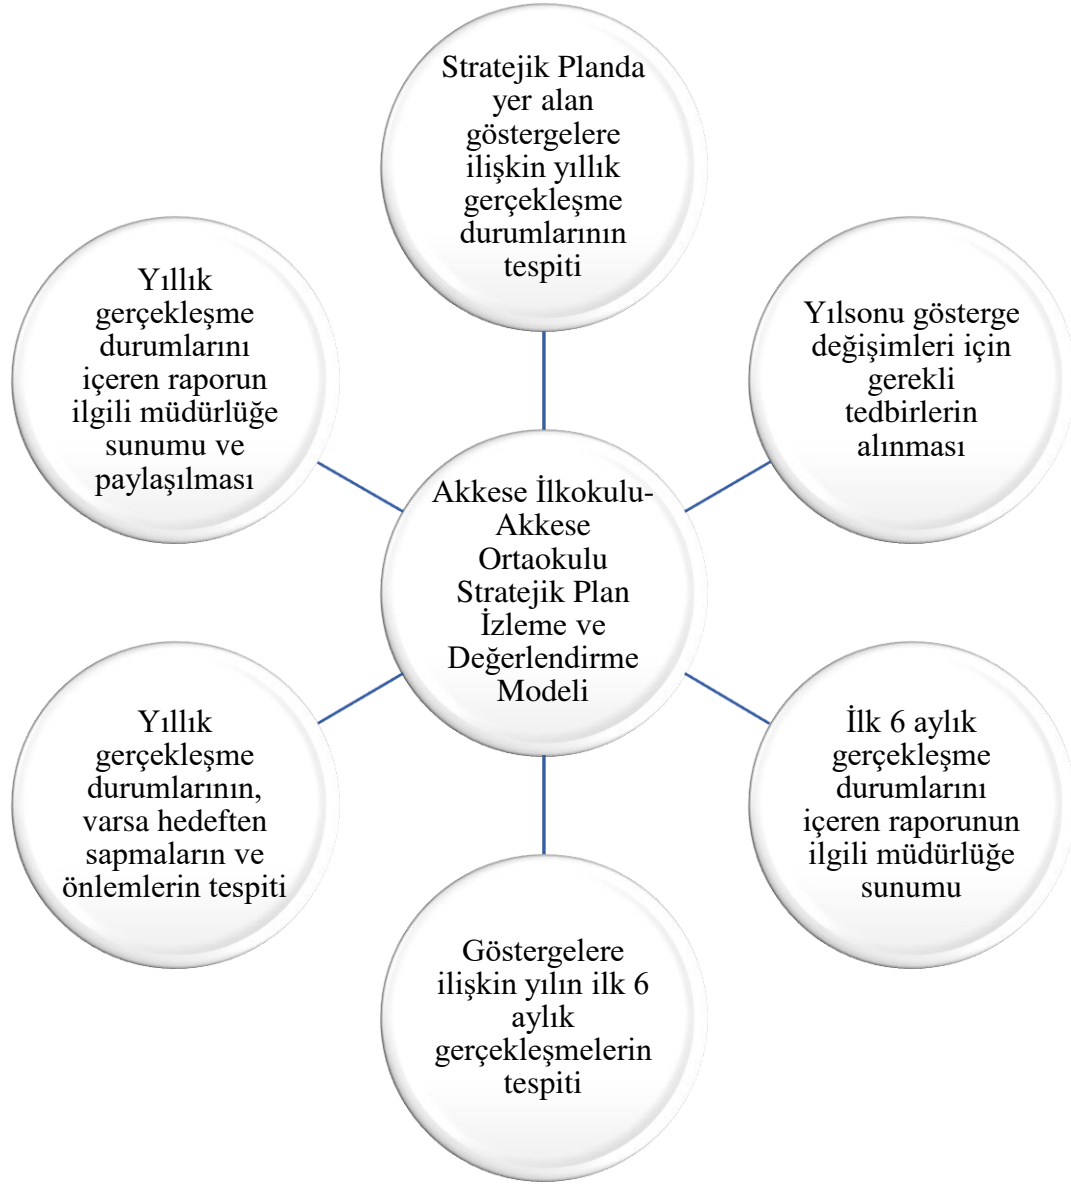 Stratejik Planda
yer alan
göstergelere
ilişkin yıllık
gerçekleşme
durumlarının
tespiti
Yılsonu gösterge
değişimleri için
gerekli
tedbirlerin
alınması
İlk 6 aylık
gerçekleşme
durumlarını
içeren raporunun
ilgili müdürlüğe
sunumu
Göstergelere
ilişkin yılın ilk 6
aylık
gerçekleşmelerin
tespiti
Yıllık
gerçekleşme
durumlarının,
varsa hedeften
sapmaların ve
önlemlerin tespiti
Yıllık
gerçekleşme
durumlarını
içeren raporun
ilgili müdürlüğe
sunumu ve
paylaşılması
Akkese İlkokulu-
Akkese
Ortaokulu
Stratejik Plan
İzleme ve
Değerlendirme
Modeli